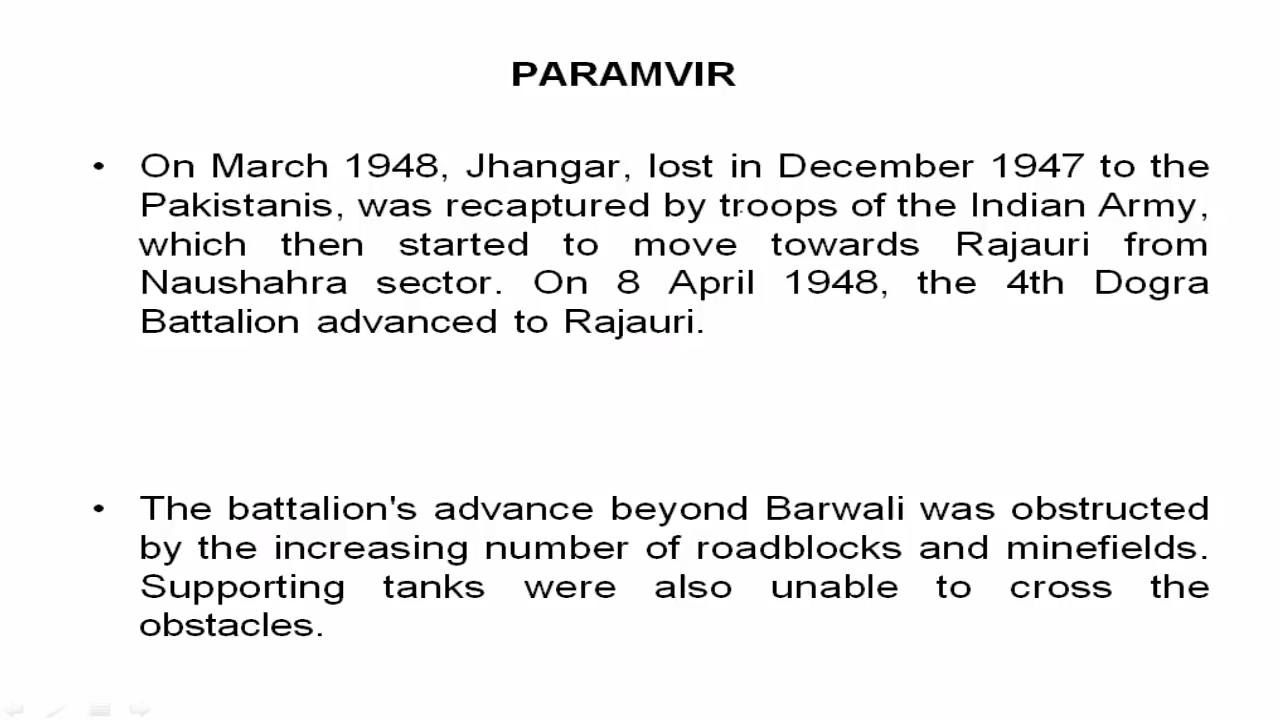 PARAMVIR
• On March 1948, Jhangar, lost in December 1947 to the
Pakistanis, was recaptured by troops of the Indian Army,
which then started to move towards Rajauri from
Naushahra sector. On 8 April 1948, the 4th Dogra
Battalion advanced to Rajauri.
• The battalion's advance beyond Barwali was obstructed
by the increasing number of roadblocks and minefields.
Supporting tanks were also unable to cross the
obstacles.